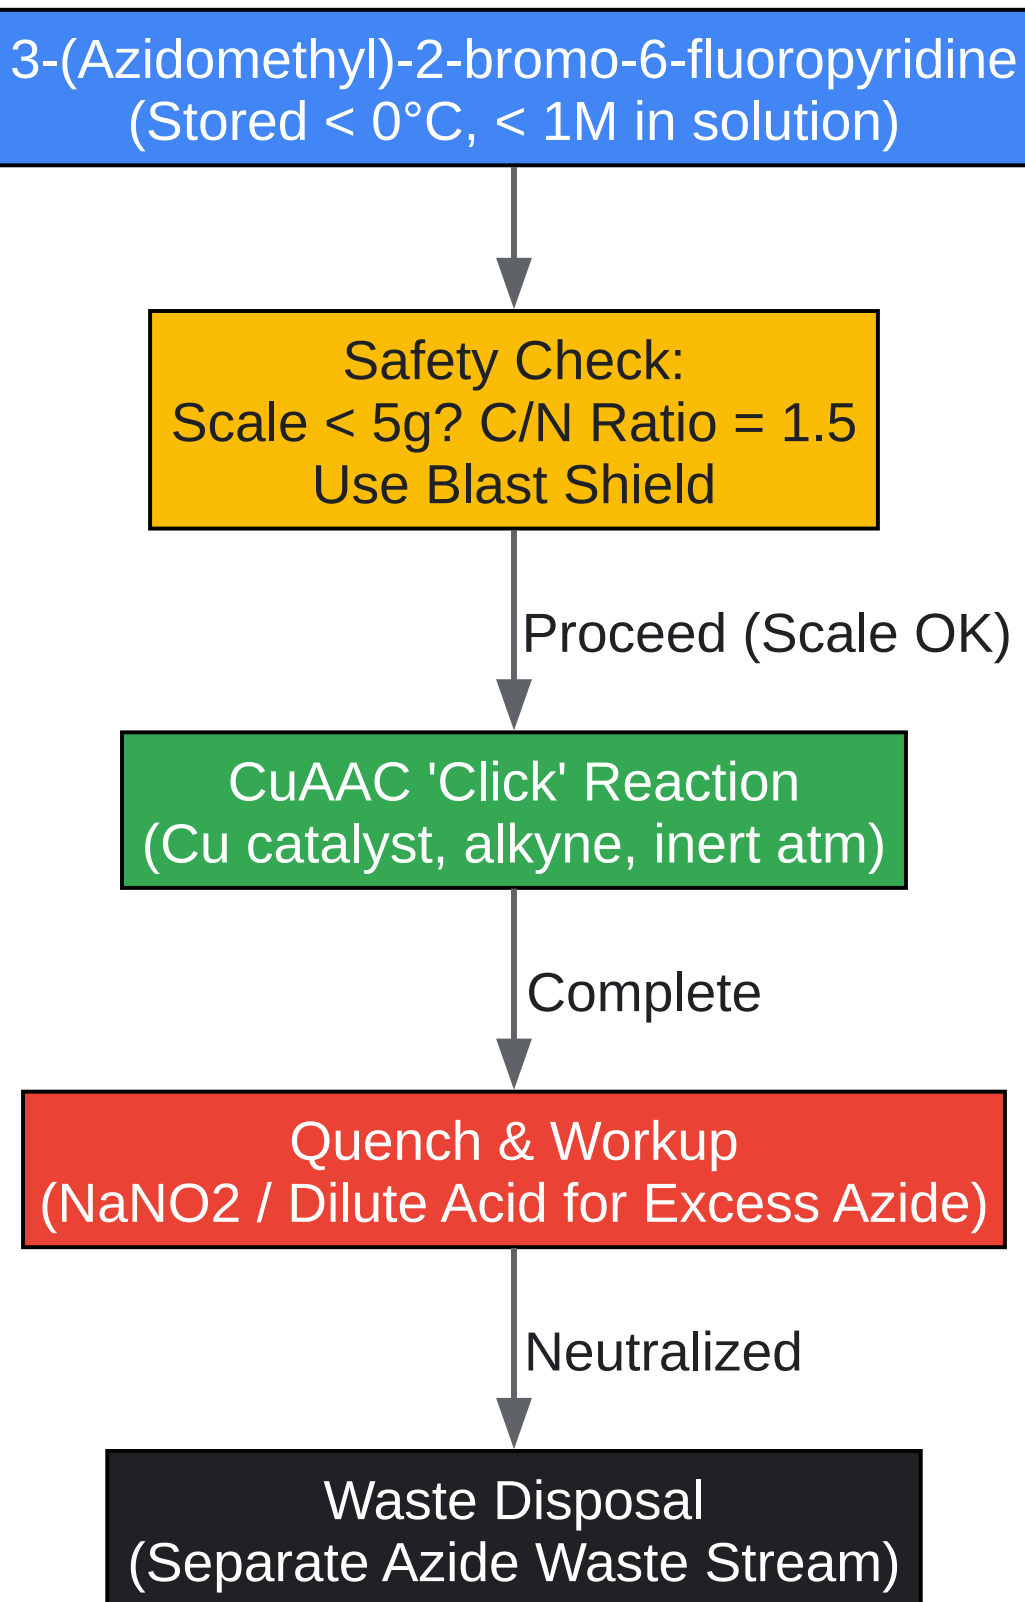 3-(Azidomethyl)-2-bromo-6-fluoropyridine
(Stored < 0°C, < 1M in solution)
Safety Check:
Scale < 5g? C/N Ratio = 1.5
Use Blast Shield
Proceed (Scale OK)
CuAAC 'Click' Reaction
(Cu catalyst, alkyne, inert atm)
Complete
Quench & Workup
(NaNO2 / Dilute Acid for Excess Azide)
Neutralized
Waste Disposal
(Separate Azide Waste Stream)